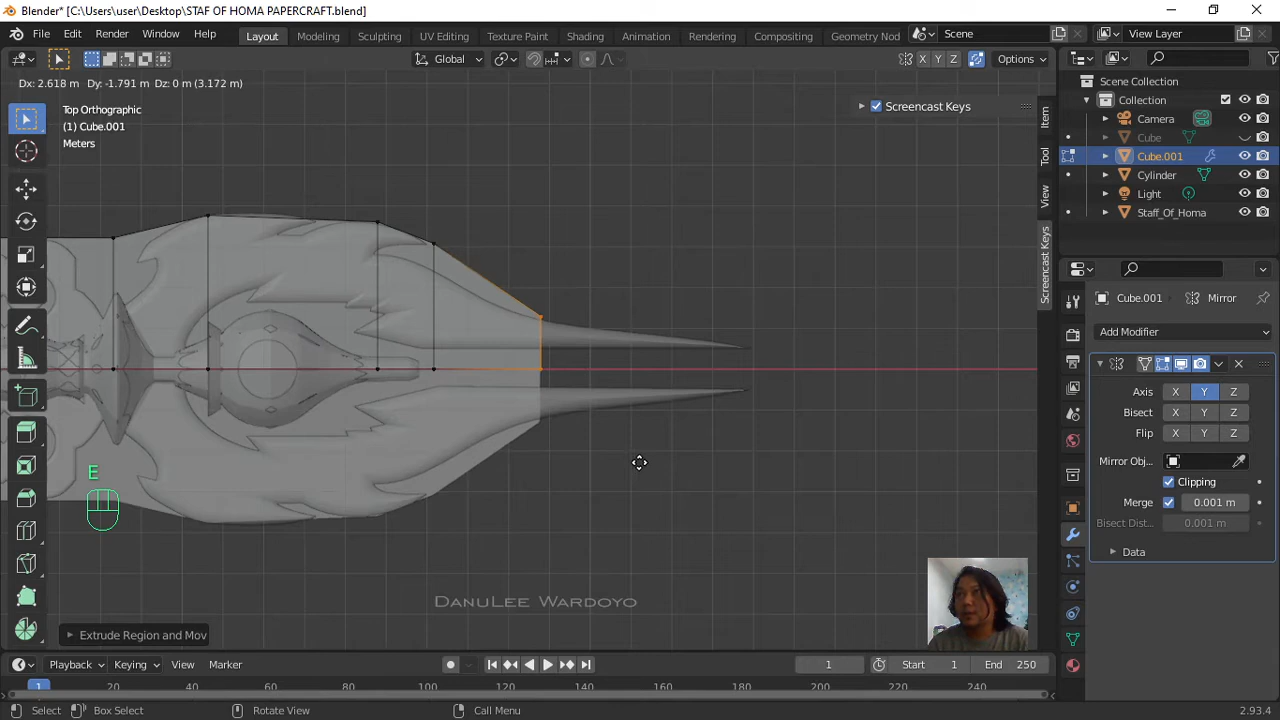 Blender* [C:\Users\user\Desktop\STAF OF HOMA PAPERCRAFT.blend]
File Edit Render Window Help Layout Modeling Sculpting UV Editing Texture Paint Shading Animation Rendering Compositing Geometry Nod Scene View Layer
Global X Y Z Options
Dx: 2.618 m Dy: -1.791 m Dz: 0 m (3.172 m)
Top Orthographic
(1) Cube.001
Meters
Screencast Keys
Item
Tool
View
Screencast Keys
Scene Collection
Collection
Camera
Cube
Cube.001
Cylinder
Light
Staff_Of_Homa
Cube.001 Mirror
Add Modifier
Axis X Y Z
Bisect X Y Z
Flip X Y Z
Mirror Obj...
Clipping
Merge 0.001 m
Bisect Dist... 0.001 m
Data
E
DanuLee Wardoyo
Extrude Region and Mov
Playback Keying View Marker 1 Start 1 End 250
1 20 40 60 80 100 120 140 160 180 200 220 240
Select Box Select Rotate View Call Menu 2.93.4